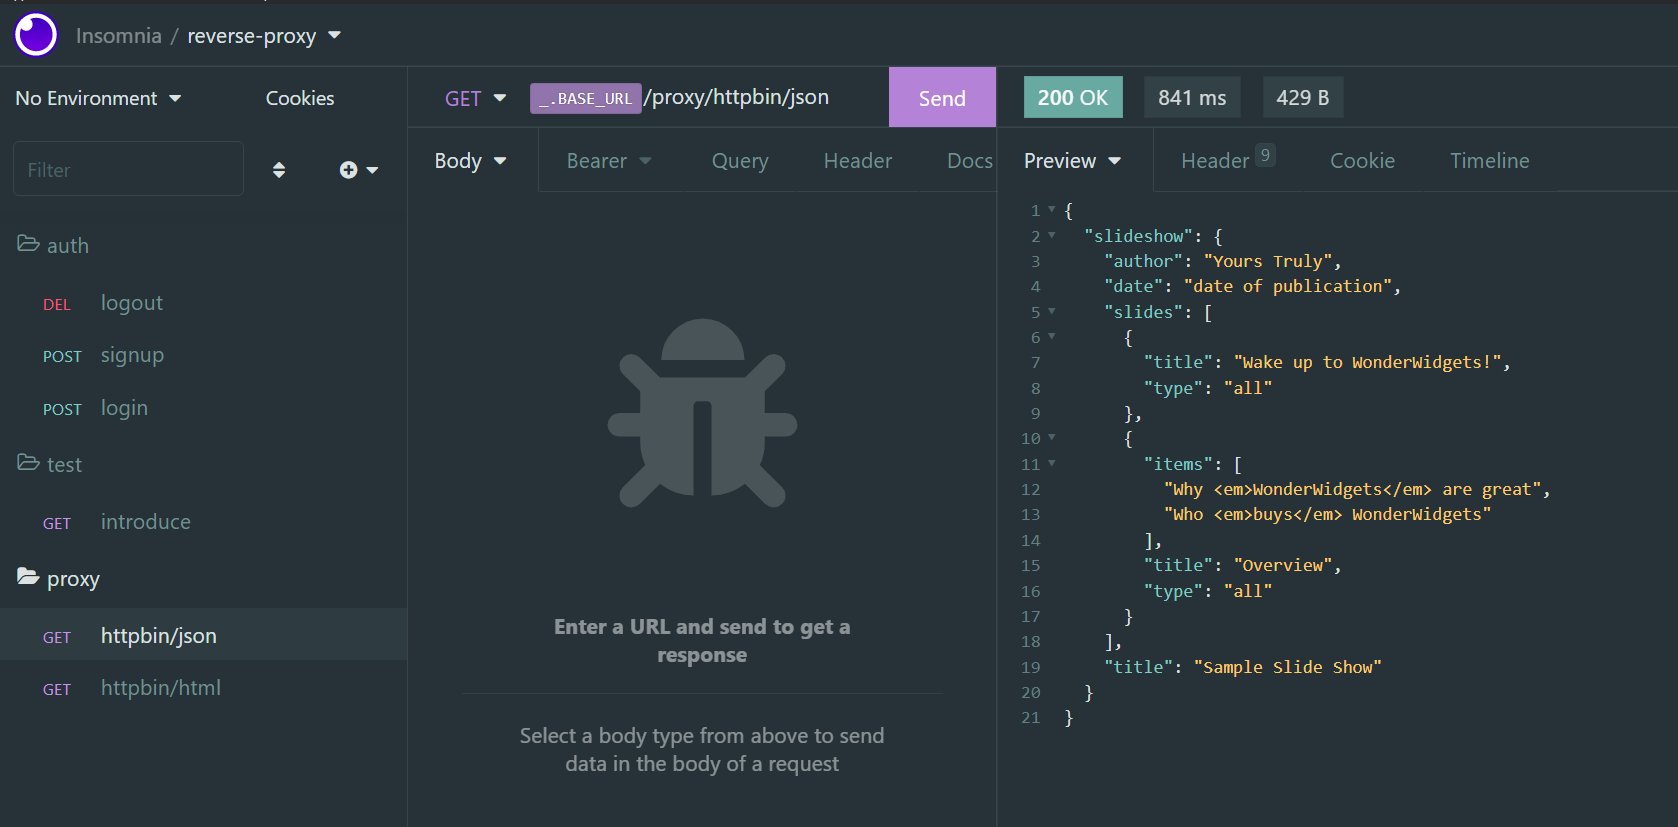 Insomnia / reverse-proxy
No Environment
Cookies
GET _.BASE_URL/proxy/httpbin/json
Send
200 OK
841 ms
429 B
Filter
Body
Bearer
Query
Header
Docs
Preview
Header 9
Cookie
Timeline
auth
DEL logout
POST signup
POST login
test
GET introduce
proxy
GET httpbin/json
GET httpbin/html
Enter a URL and send to get a
response
Select a body type from above to send
data in the body of a request
1 {
2 "slideshow": {
3 "author": "Yours Truly",
4 "date": "date of publication",
5 "slides": [
6 {
7 "title": "Wake up to WonderWidgets!",
8 "type": "all"
9 },
10 {
11 "items": [
12 "Why <em>WonderWidgets</em> are great",
13 "Who <em>buys</em> WonderWidgets"
14 ],
15 "title": "Overview",
16 "type": "all"
17 }
18 ],
19 "title": "Sample Slide Show"
20 }
21 }